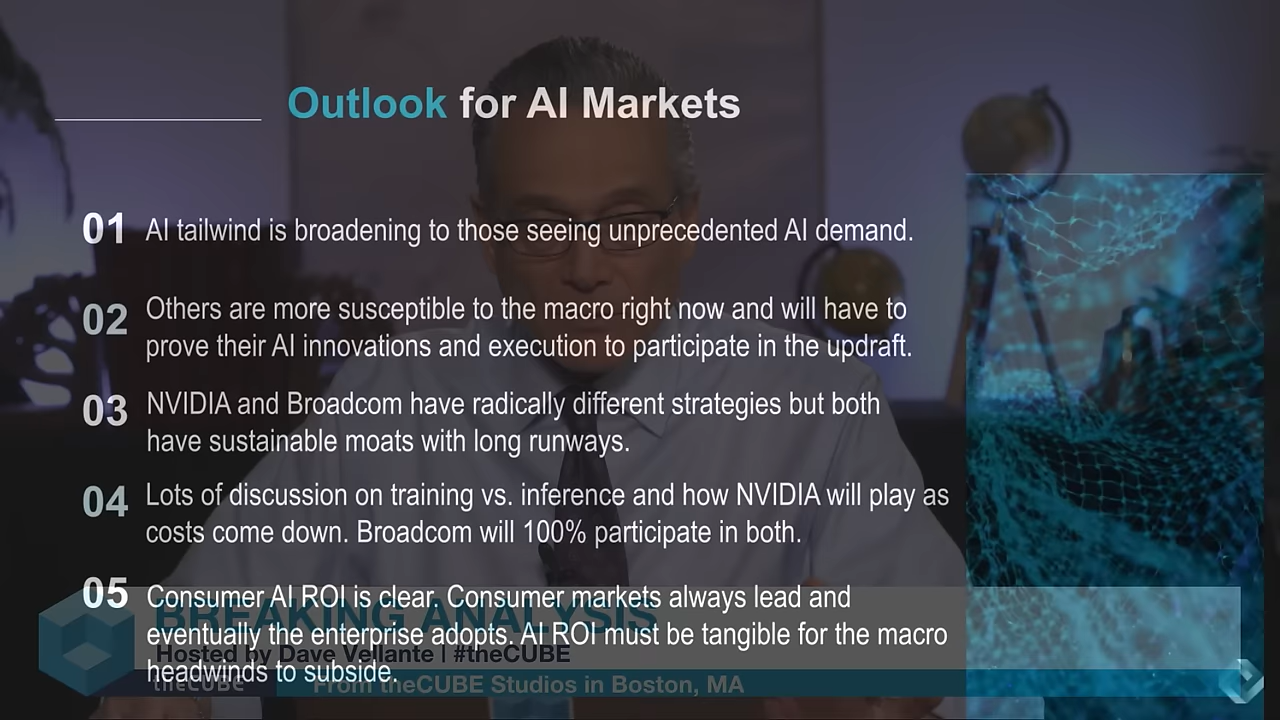 Outlook for AI Markets
01 AI tailwind is broadening to those seeing unprecedented AI demand.
02 Others are more susceptible to the macro right now and will have to
prove their AI innovations and execution to participate in the updraft.
03 NVIDIA and Broadcom have radically different strategies but both
have sustainable moats with long runways.
04 Lots of discussion on training vs. inference and how NVIDIA will play as
costs come down. Broadcom will 100% participate in both.
05 Consumer AI ROI is clear. Consumer markets always lead and
eventually the enterprise adopts. AI ROI must be tangible for the macro
headwinds to subside.
BREAKING ANALYSIS
Hosted by Dave Vellante | #theCUBE
theCUBE From theCUBE Studios in Boston, MA